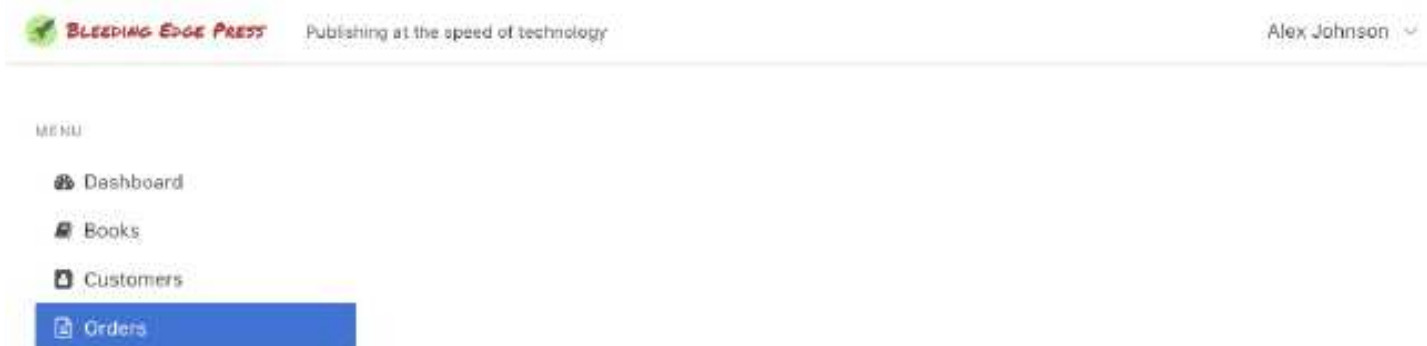 BLEEDING EDGE PRESS Publishing at the speed of technology Alex Johnson
MENU
Dashboard
Books
Customers
Orders